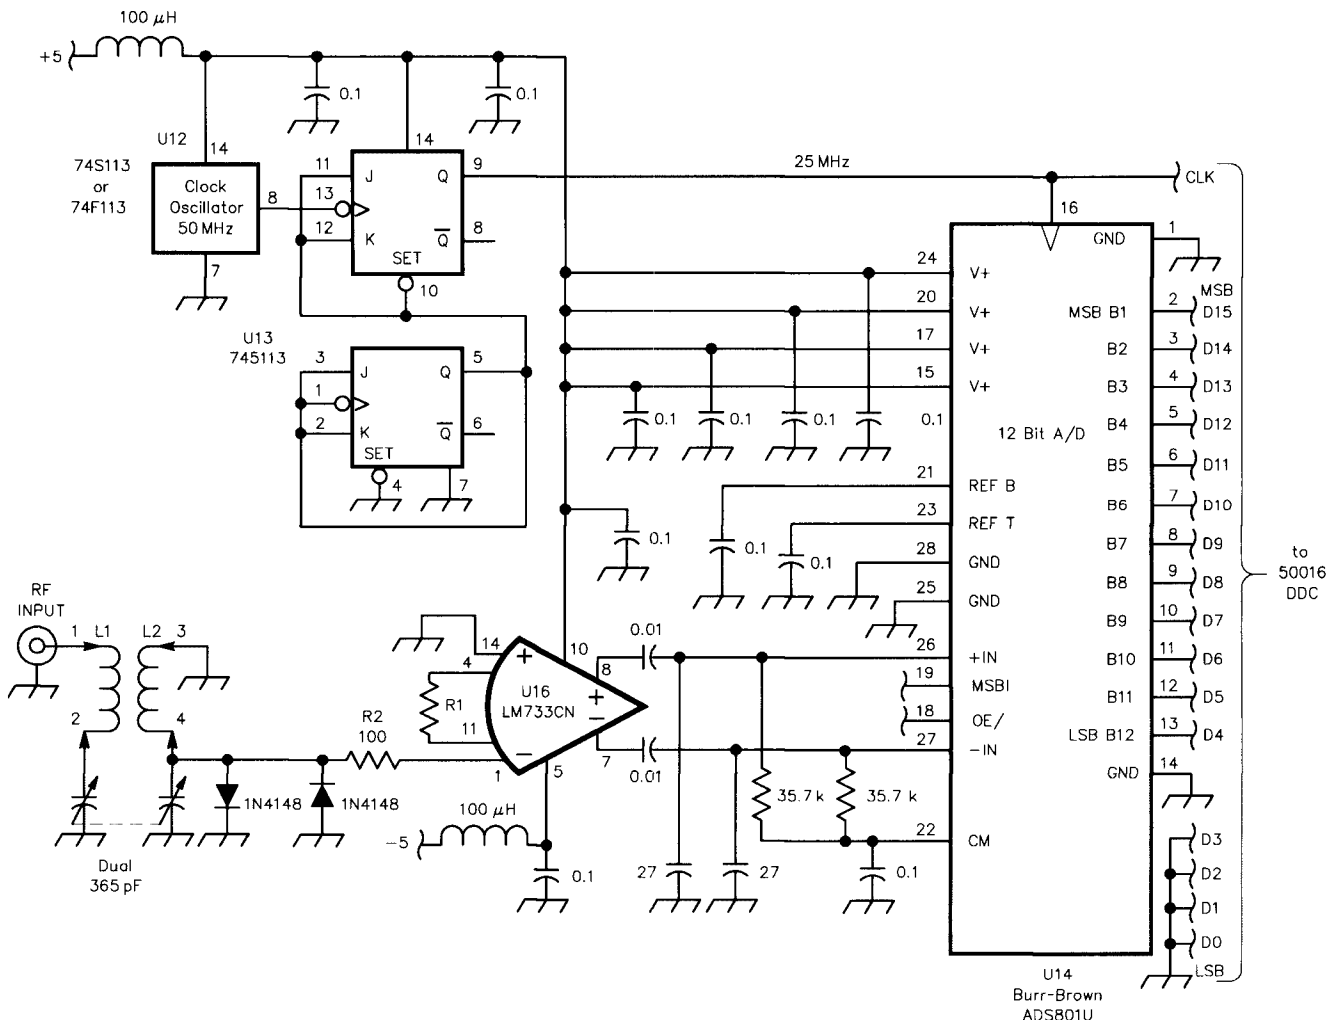 100 μH
+5
0.1
0.1
U12
74S113
or
74F113
14
Clock
Oscillator
50 MHz
8
7
14
11
13
12
J
K
Q
Q
SET
9
8
10
25 MHz
CLK
16
U13
745113
3
1
2
J
K
Q
Q
SET
5
6
4
7
24
20
17
15
V+
V+
V+
V+
0.1
0.1
0.1
0.1
12 Bit A/D
21
REF B
23
REF T
28
GND
25
GND
26
+IN
19
MSBI
18
OE/
27
-IN
22
CM
0.1
0.1
0.1
GND
1
MSB
MSB B1
2
D15
B2
3
D14
B3
4
D13
B4
5
D12
B5
6
D11
B6
7
D10
B7
8
D9
B8
9
D8
B9
10
D7
B10
11
D6
B11
12
D5
LSB B12
13
D4
GND
14
D3
D2
D1
D0
LSB
to
50016
DDC
RF
INPUT
1
L1
L2
3
2
4
Dual
365 pF
1N4148
1N4148
R2
100
R1
14
4
11
1
+
−
U16
LM733CN
+
−
10
8
7
5
0.01
0.01
100 μH
-5
0.1
27
27
35.7 k
35.7 k
0.1
U14
Burr-Brown
ADS801U